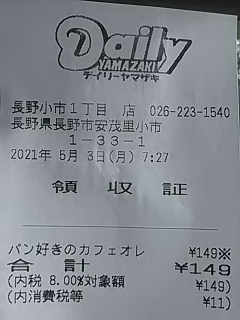 Daily
YAMAZAKI
デイリーヤマザキ
長野小市1丁目 店 026-223-1540
長野県長野市安茂里小市
1-33-1
2021年 5月 3日(月) 7:27
領収証
パン好きのカフェオレ ¥149※
合計 ¥149
(内税 8.00%対象額 ¥149)
(内消費税等 ¥11)